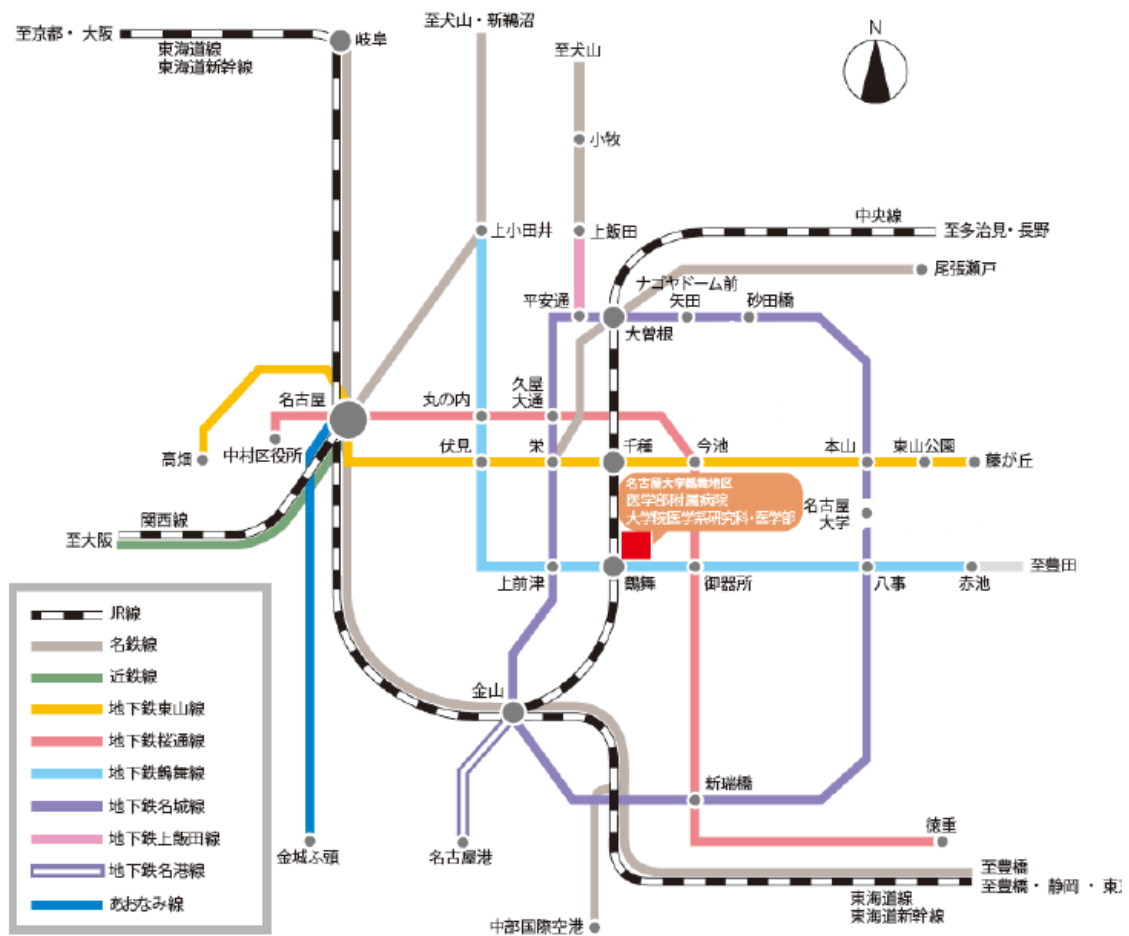 至犬山・新鵜沼
N
至京都・大阪
東海道線
東海道新幹線
岐阜
至犬山
小牧
中央線
上小田井
上飯田
至多治見・長野
尾張瀬戸
ナゴヤドーム前
平安通
矢田
砂田橋
大曽根
名古屋
丸の内
久屋
大通
高畑
中村区役所
伏見
栄
千種
今池
本山
東山公園
藤が丘
名古屋大学鶴舞地区
医学部附属病院
大学院医学系研究科・医学部
名古屋
大学
関西線
至大阪
上前津
鶴舞
御器所
八事
赤池
至豊田
JR線
名鉄線
近鉄線
地下鉄東山線
地下鉄桜通線
地下鉄鶴舞線
地下鉄名城線
地下鉄上飯田線
地下鉄名港線
あおなみ線
金山
新瑞橋
徳重
金城ふ頭
名古屋港
至豊橋
至豊橋・静岡・東
東海道線
東海道新幹線
中部国際空港